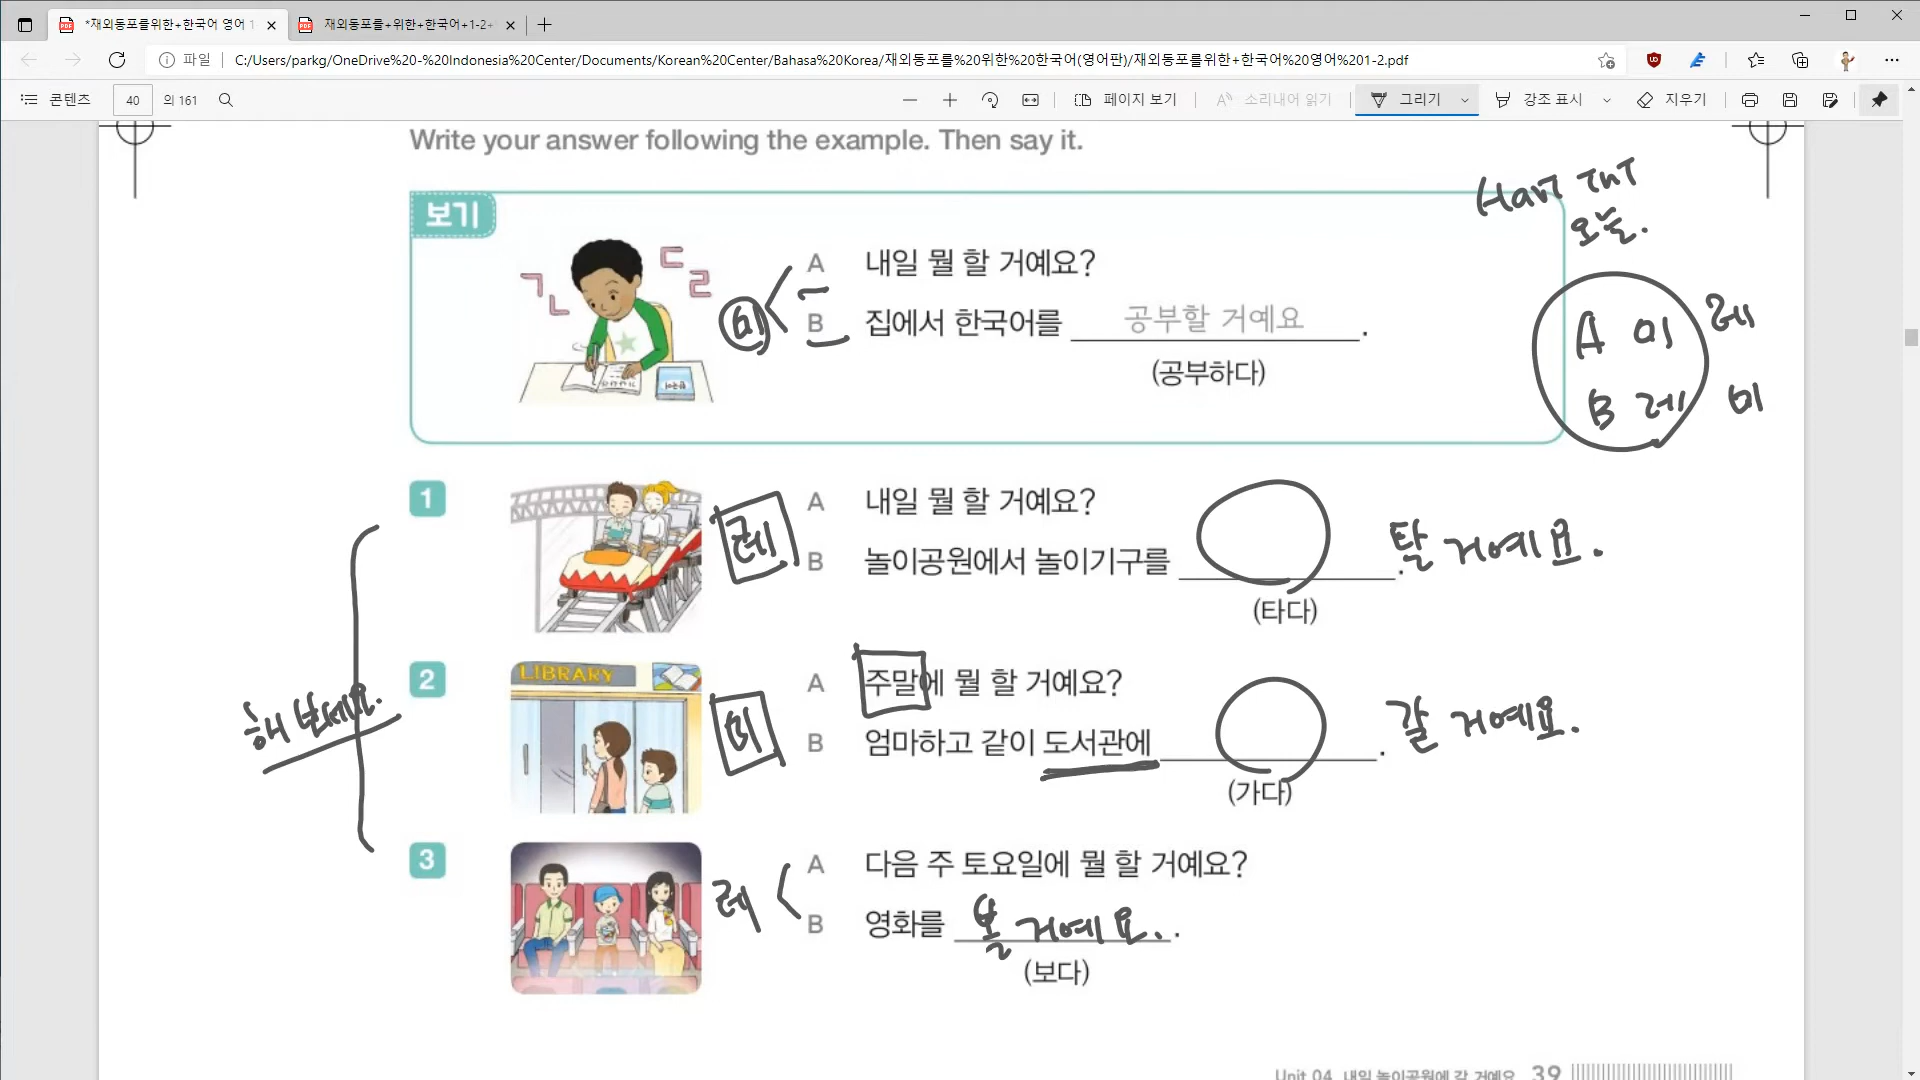 *재외동포를위한+한국어 영어 1
재외동포를+위한+한국어+1-2+
파일 C:/Users/parkg/OneDrive%20-%20Indonesia%20Center/Documents/Korean%20Center/Bahasa%20Korea/재외동포를%20위한%20한국어(영어판)/재외동포를위한+한국어%20영어%201-2.pdf
콘텐츠 40 의 161 페이지 보기 소리내어 읽기 그리기 강조 표시 지우기
Write your answer following the example. Then say it.
보기
ㄱ ㄴ ㄷ ㄹ
A 내일 뭘 할 거예요?
B 집에서 한국어를 공부할 거예요.
(공부하다)
오늘.
A 미 레
B 레 미
1
레
A 내일 뭘 할 거예요?
B 놀이공원에서 놀이기구를 . 탈 거예요.
(타다)
2
LIBRARY
미
A 주말에 뭘 할 거예요?
B 엄마하고 같이 도서관에 . 갈 거예요.
(가다)
해 보세요.
3
레
A 다음 주 토요일에 뭘 할 거예요?
B 영화를 볼 거예요. .
(보다)
Unit 04 내일 놀이공원에 갈 거예요 39